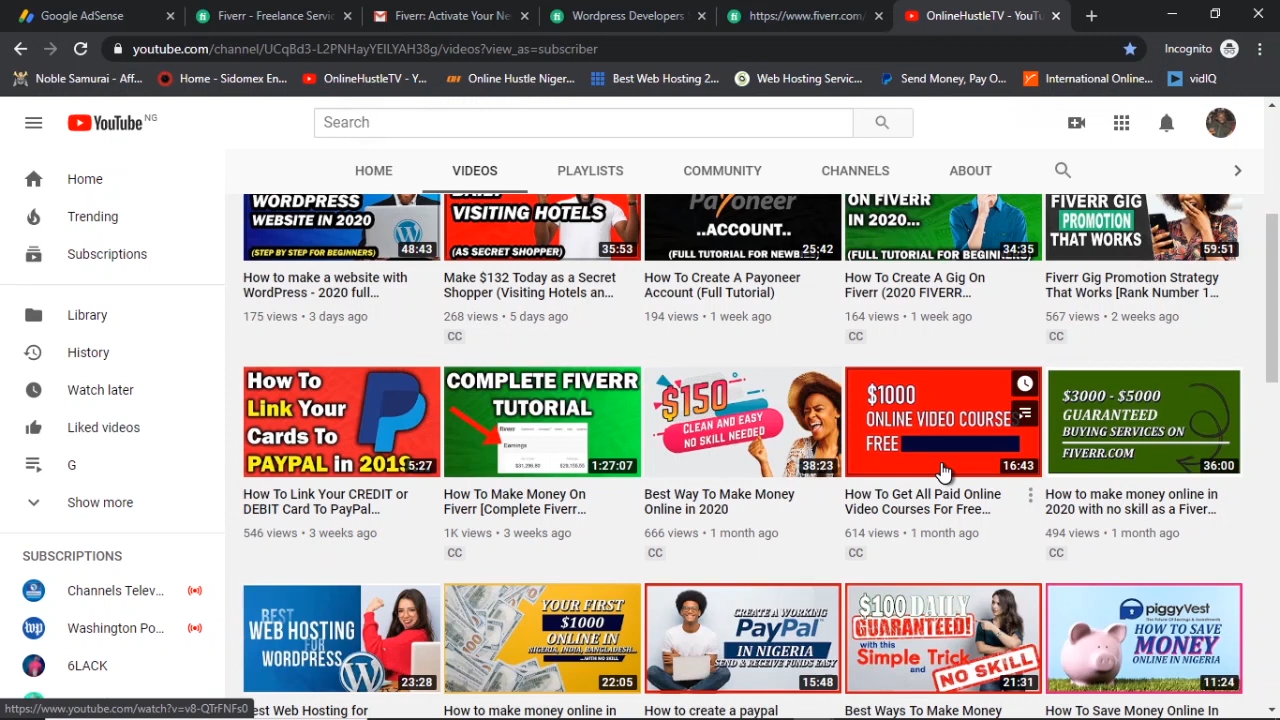 Google AdSense
Fiverr - Freelance Servic
Fiverr: Activate Your Ne
Wordpress Developers
https://www.fiverr.com/
OnlineHustleTV - YouTu
youtube.com/channel/UCqBd3-L2PNHayYEILYAH38g/videos?view_as=subscriber
Incognito
Noble Samurai - Aff...
Home - Sidomex En...
OnlineHustleTV - Y...
Online Hustle Niger...
Best Web Hosting 2...
Web Hosting Servic...
Send Money, Pay O...
International Online...
vidIQ
YouTube NG
Search
HOME VIDEOS PLAYLISTS COMMUNITY CHANNELS ABOUT
Home
Trending
Subscriptions
Library
History
Watch later
Liked videos
G
Show more
SUBSCRIPTIONS
Channels Telev...
Washington Po...
6LACK
WORDPRESS
WEBSITE IN 2020
(STEP BY STEP FOR BEGINNERS)
48:43
How to make a website with
WordPress - 2020 full...
175 views • 3 days ago
VISITING HOTELS
(AS SECRET SHOPPER)
35:53
Make $132 Today as a Secret
Shopper (Visiting Hotels an...
268 views • 5 days ago
CC
Payoneer
..ACCOUNT..
(FULL TUTORIAL FOR NEWB...
25:42
How To Create A Payoneer
Account (Full Tutorial)
194 views • 1 week ago
ON FIVERR
IN 2020...
(FULL TUTORIAL FOR BEGINNERS)
34:35
How To Create A Gig On
Fiverr (2020 FIVERR...
164 views • 1 week ago
CC
FIVERR GIG
PROMOTION
THAT WORKS
59:51
Fiverr Gig Promotion Strategy
That Works [Rank Number 1...
567 views • 2 weeks ago
CC
How To
Link Your
Cards To
PAYPAL in 2019
5:27
How To Link Your CREDIT or
DEBIT Card To PayPal...
546 views • 3 weeks ago
COMPLETE FIVERR
TUTORIAL
Earnings
1:27:07
How To Make Money On
Fiverr [Complete Fiverr...
1K views • 3 weeks ago
CC
$150
CLEAN AND EASY
NO SKILL NEEDED
38:23
Best Way To Make Money
Online in 2020
666 views • 1 month ago
CC
$1000
ONLINE VIDEO COURSES
FREE
16:43
How To Get All Paid Online
Video Courses For Free...
614 views • 1 month ago
CC
$3000 - $5000
GUARANTEED
BUYING SERVICES ON
FIVERR.COM
36:00
How to make money online in
2020 with no skill as a Fiver...
494 views • 1 month ago
CC
BEST
WEB HOSTING
FOR
WORDPRESS
23:28
Best Web Hosting for
YOUR FIRST
$1000
ONLINE IN
NIGERIA, INDIA, BANGLADESH...
...WITH NO SKILL
22:05
How to make money online in
CREATE A WORKING
PayPal
IN NIGERIA
SEND & RECEIVE FUNDS EASY
15:48
How to create a paypal
$100 DAILY
GUARANTEED!
with this
Simple Trick
and
NO SKILL
21:31
Best Ways To Make Money
piggyVest
HOW TO SAVE
MONEY
ONLINE IN NIGERIA
11:24
How To Save Money Online In
https://www.youtube.com/watch?v=v8-QTrFNFs0